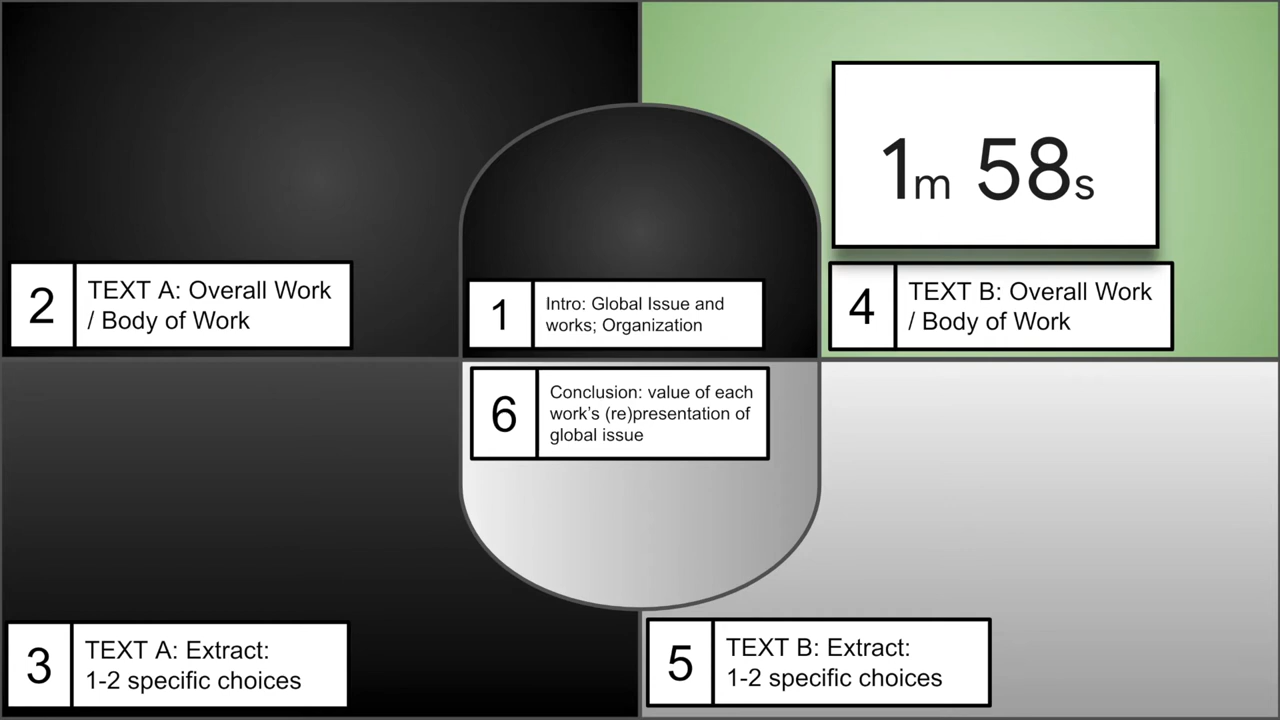 1m 58s
2
TEXT A: Overall Work
/ Body of Work
1
Intro: Global Issue and
works; Organization
4
TEXT B: Overall Work
/ Body of Work
6
Conclusion: value of each
work's (re)presentation of
global issue
3
TEXT A: Extract:
1-2 specific choices
5
TEXT B: Extract:
1-2 specific choices